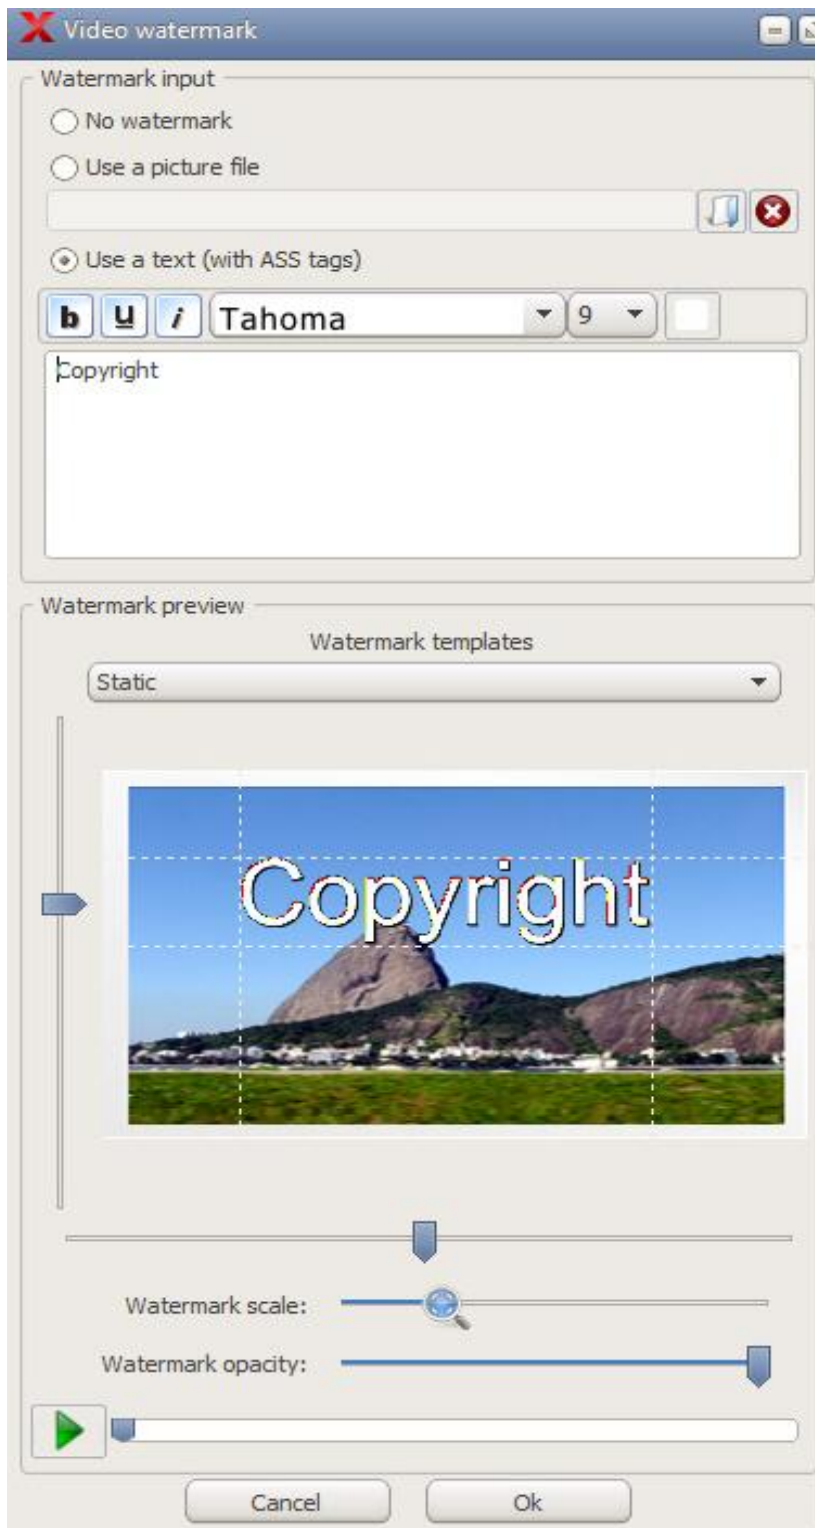 Video watermark
Watermark input
No watermark
Use a picture file
Use a text (with ASS tags)
b u i Tahoma 9
Copyright
Watermark preview
Watermark templates
Static
Copyright
Watermark scale:
Watermark opacity:
Cancel Ok